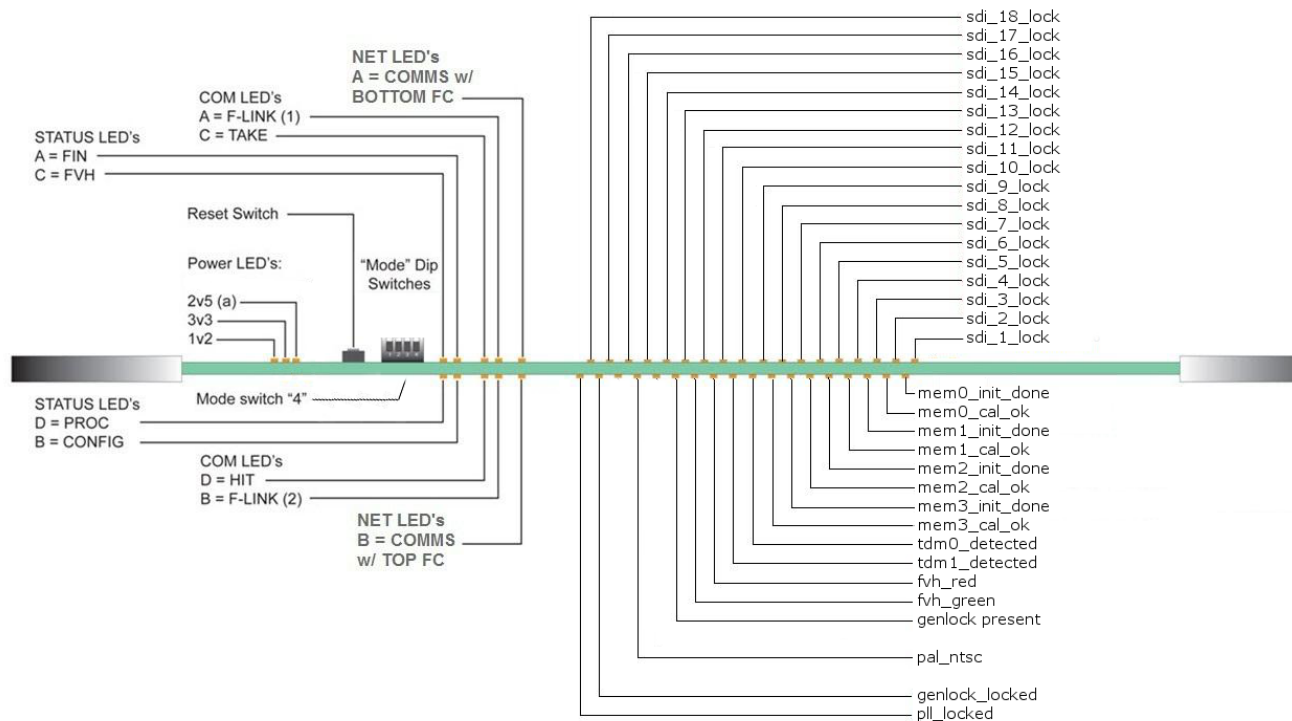 NET LED's
A = COMMS w/
BOTTOM FC
COM LED's
A = F-LINK (1)
C = TAKE
STATUS LED's
A = FIN
C = FVH
Reset Switch
Power LED's:
2v5 (a)
3v3
1v2
“Mode” Dip
Switches
sdi_18_lock
sdi_17_lock
sdi_16_lock
sdi_15_lock
sdi_14_lock
sdi_13_lock
sdi_12_lock
sdi_11_lock
sdi_10_lock
sdi_9_lock
sdi_8_lock
sdi_7_lock
sdi_6_lock
sdi_5_lock
sdi_4_lock
sdi_3_lock
sdi_2_lock
sdi_1_lock
Mode switch “4”
STATUS LED's
D = PROC
B = CONFIG
COM LED's
D = HIT
B = F-LINK (2)
NET LED's
B = COMMS
w/ TOP FC
mem0_init_done
mem0_cal_ok
mem1_init_done
mem1_cal_ok
mem2_init_done
mem2_cal_ok
mem3_init_done
mem3_cal_ok
tdm0_detected
tdm1_detected
fvh_red
fvh_green
genlock present
pal_ntsc
genlock_locked
pll_locked